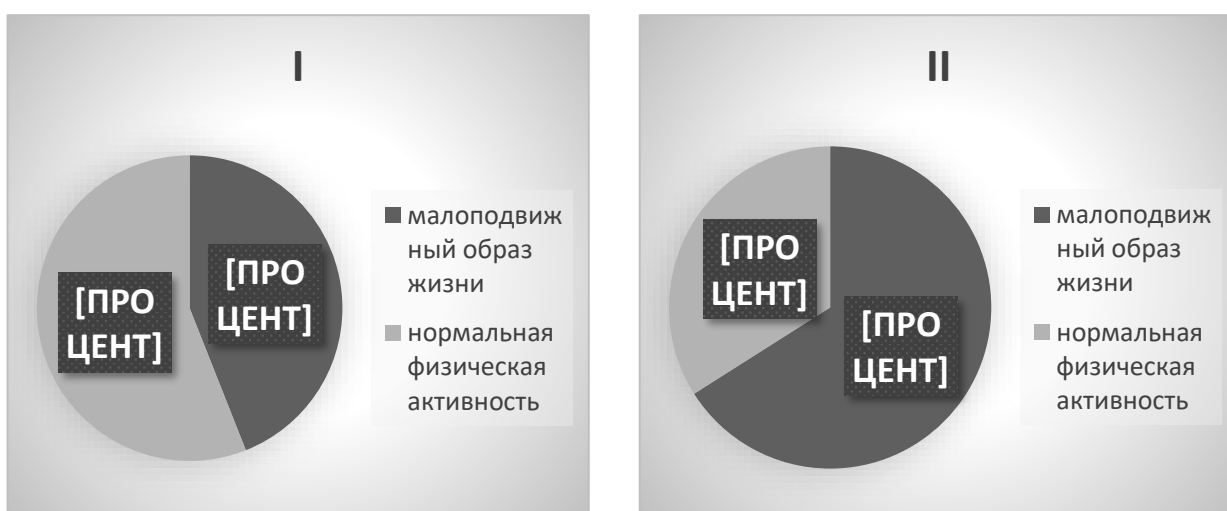 I
[ПРО
ЦЕНТ]
[ПРО
ЦЕНТ]
малоподвиж
ный образ
жизни
нормальная
физическая
активность
II
[ПРО
ЦЕНТ]
[ПРО
ЦЕНТ]
малоподвиж
ный образ
жизни
нормальная
физическая
активность